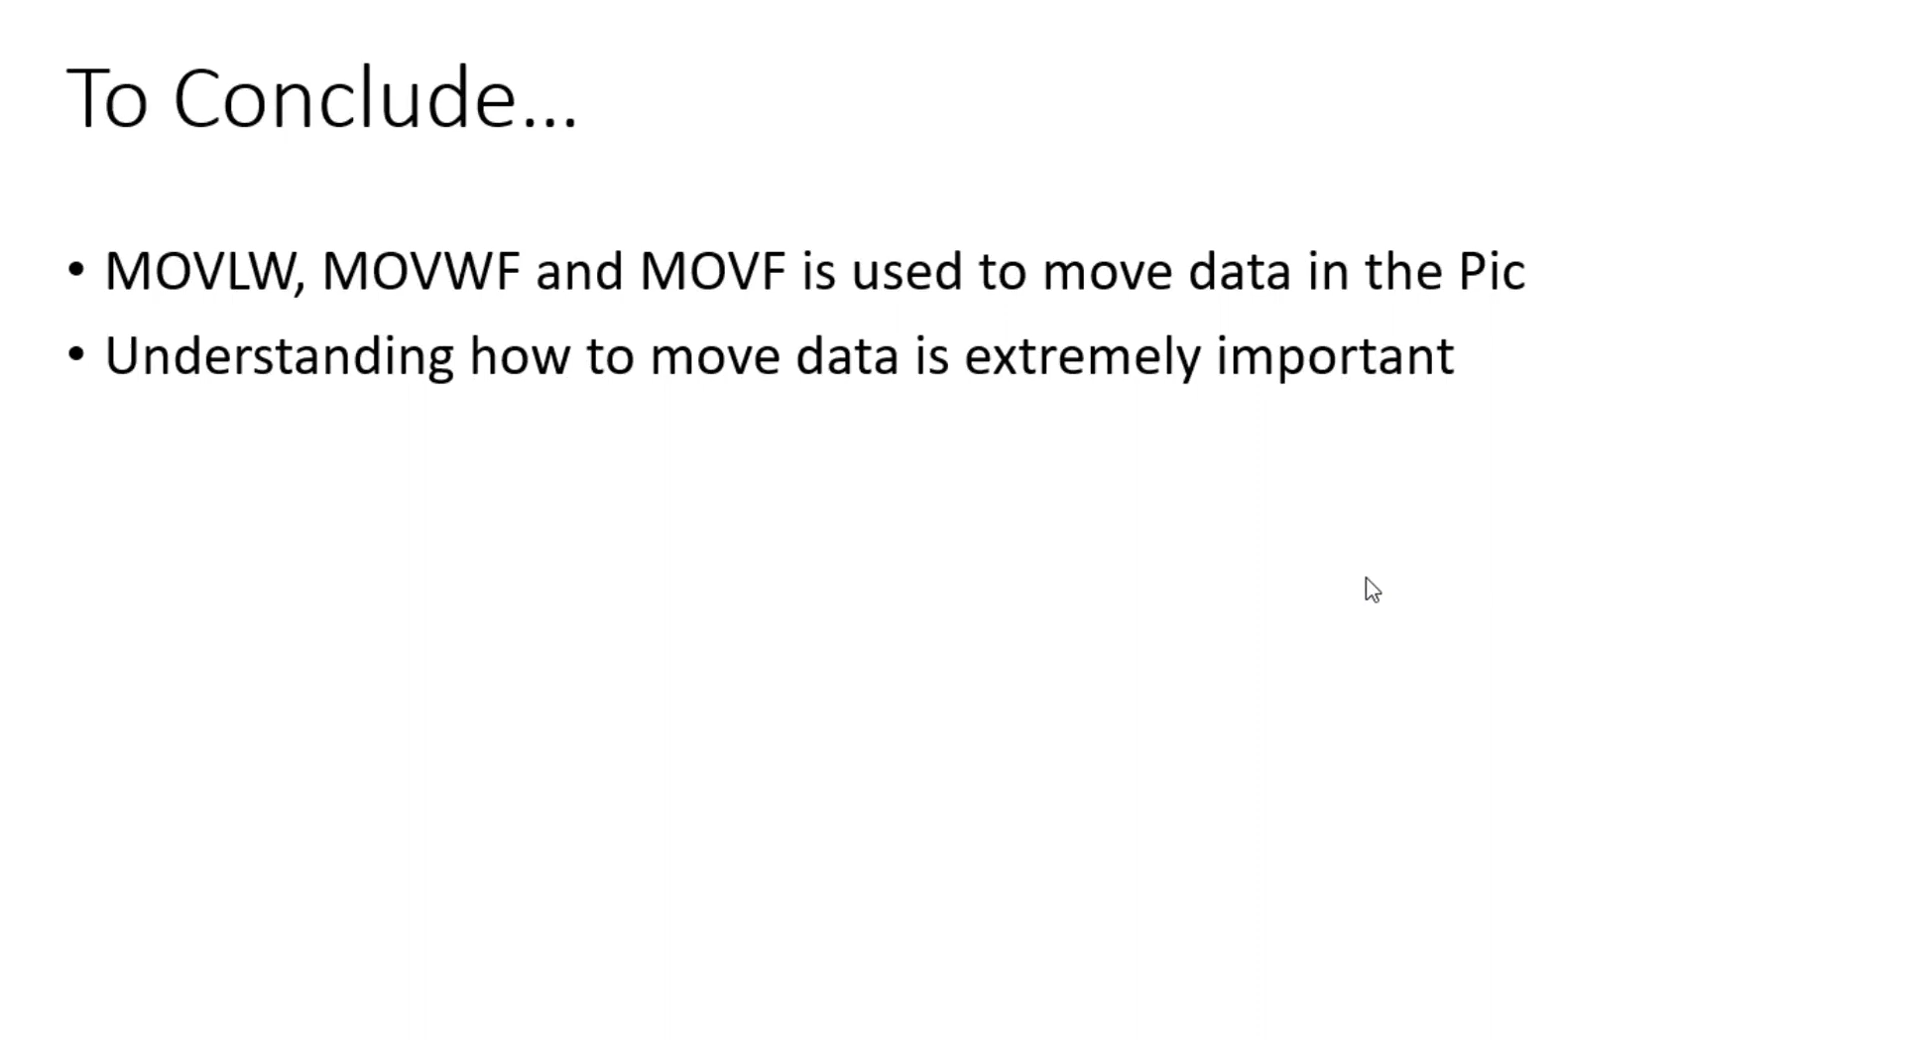 To Conclude...
• MOVLW, MOVWF and MOVF is used to move data in the Pic
• Understanding how to move data is extremely important